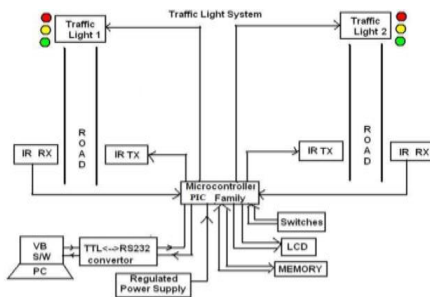 Traffic Light System
Traffic
Light 1
Traffic
Light 2
R
O
A
D
R
O
A
D
IR RX
IR TX
IR TX
IR RX
Microcontroller
PIC Family
Switches
LCD
MEMORY
VB
S/W
PC
TTL<-->RS232
convertor
Regulated
Power Supply